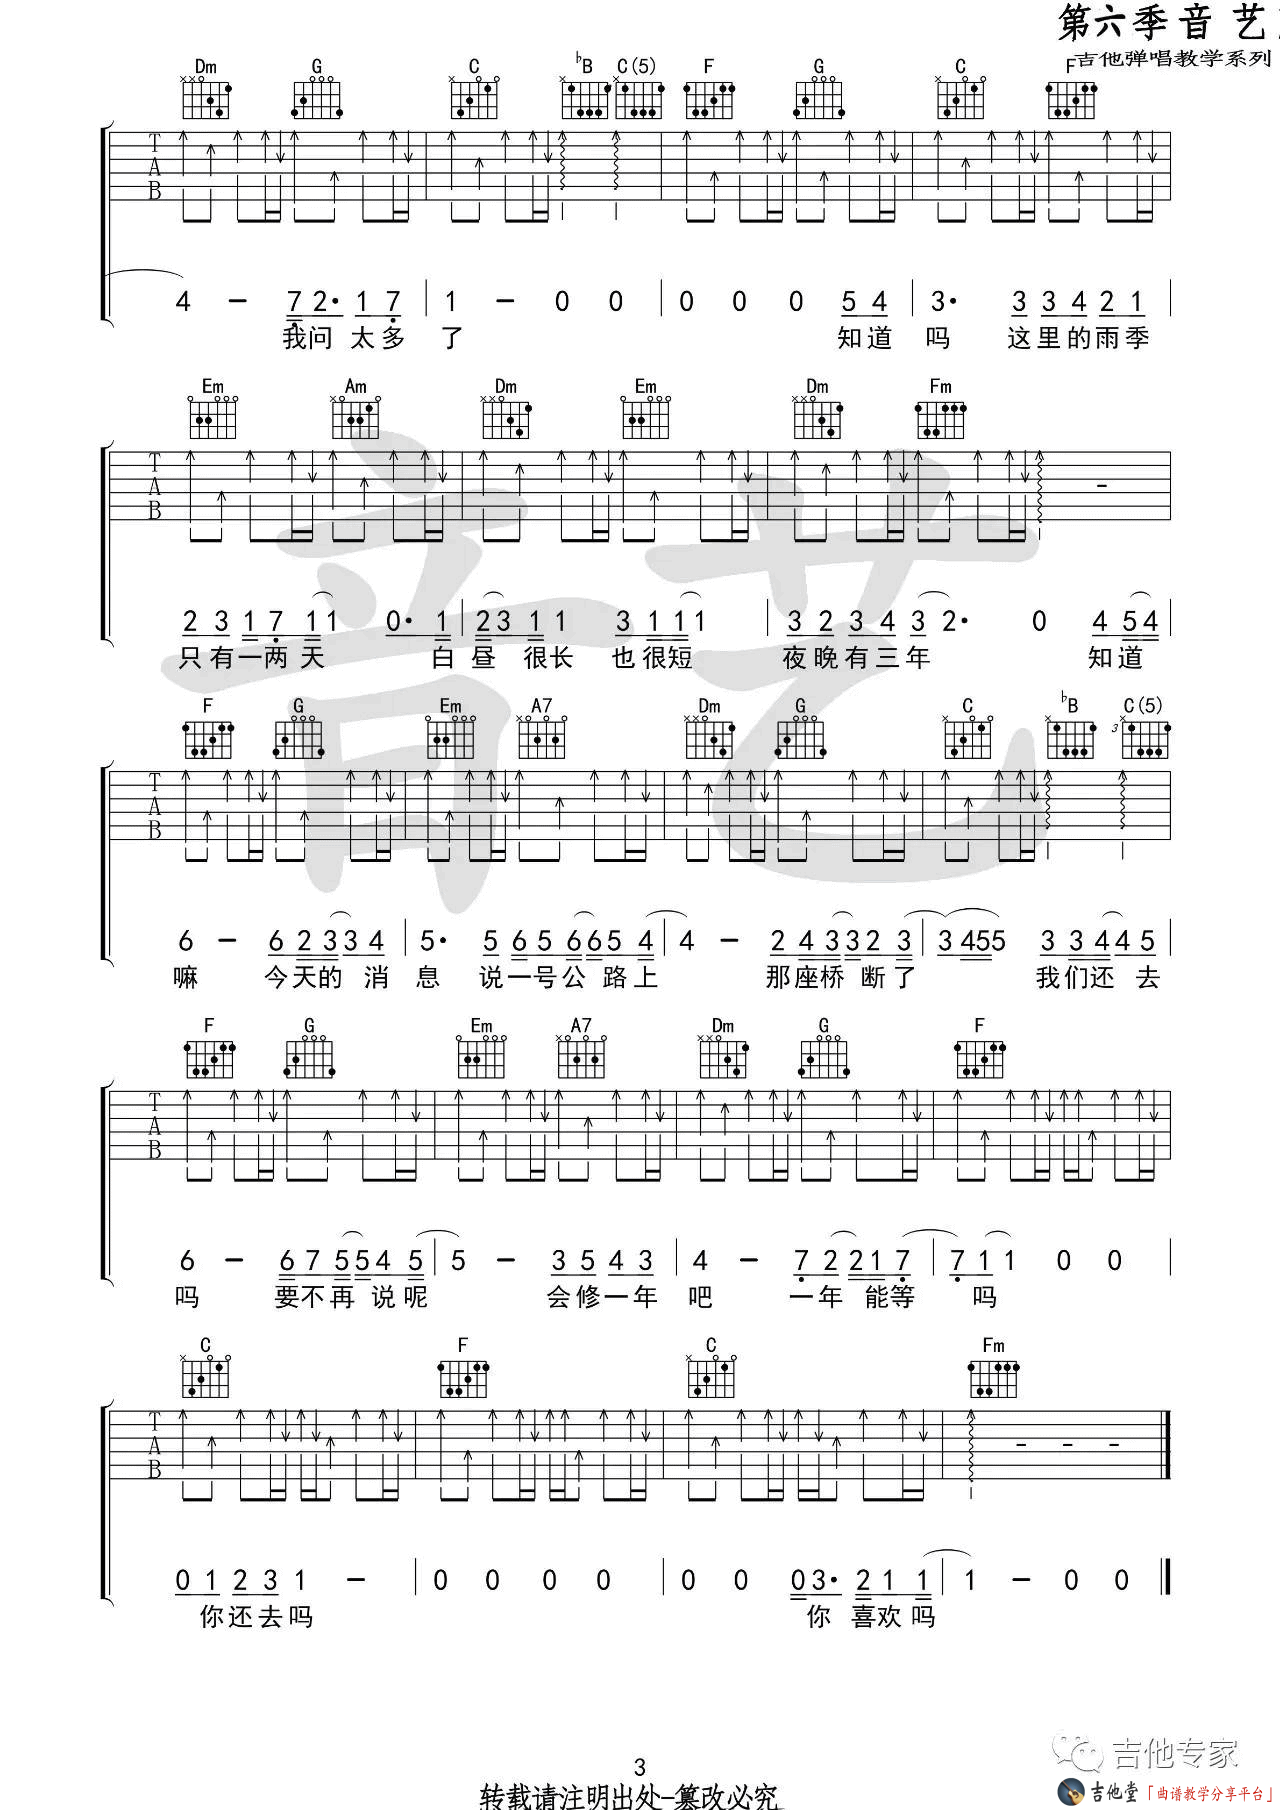 第六季音 艺
吉他弹唱教学系列
Dm G C ♭B C(5) F G C F
T A B
4 – 7 2· 1 7 | 1 – 0 0 | 0 0 0 5 4 | 3· 3 3 4 2 1
我问 太多 了 知道 吗 这里的雨季
Em Am Dm Em Dm Fm
T A B
2 3 1 7 1 1 0· 1 | 2 3 1 1 1 3 1 1 1 1 | 3 2 3 4 3 2· 0 4 5 4
只有一两天 白 昼 很长 也很短 夜晚有三年 知道
F G Em A7 Dm G C ♭B C(5)
3
T A B
6 – 6 2 3 3 4 | 5· 5 6 5 6 6 5 4 | 4 – 2 4 3 3 2 3 | 3 4 5 5 5 3 3 4 4 5
嘛 今天的 消 息 说一号公 路上 那座桥 断了 我们还 去
F G Em A7 Dm G F
T A B
6 – 6 7 5 5 4 5 | 5 – 3 5 4 3 | 4 – 7 2 2 1 7 | 7 1 1 0 0
吗 要不再 说呢 会修一年 吧 一年 能等 吗
C F C Fm
T A B
0 1 2 3 1 – | 0 0 0 0 | 0 0 0 3· 2 1 1 | 1 – 0 0
你还去吗 你 喜欢吗
音艺
3
转载请注明出处-篡改必究
吉他专家
吉他堂「曲谱教学分享平台」